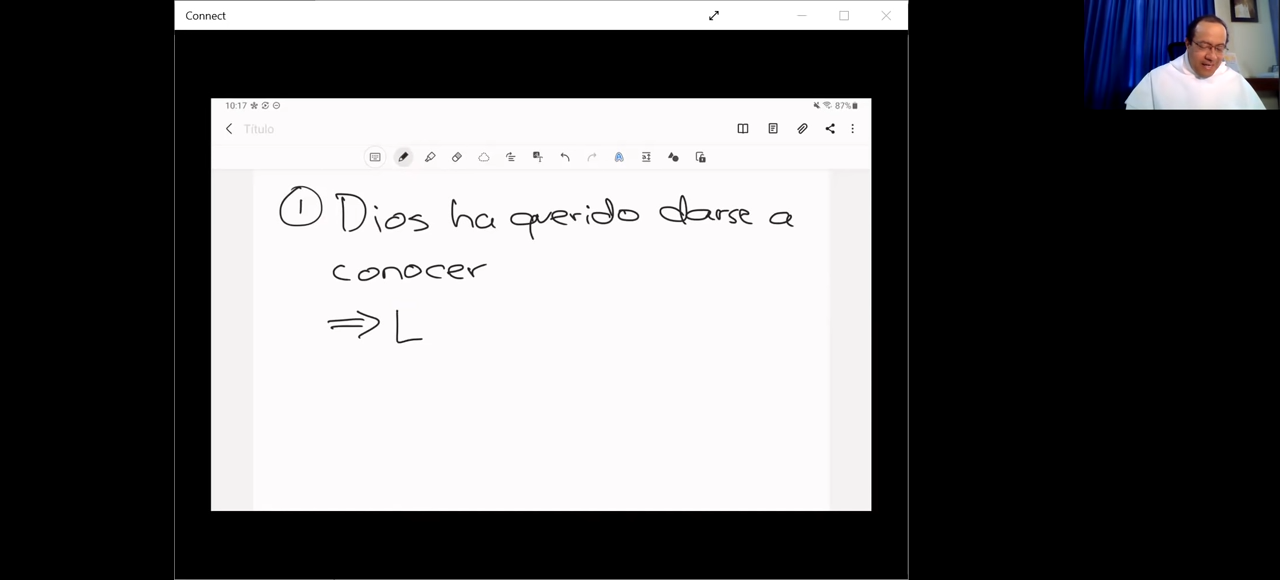 Connect
10:17
87%
Título
① Dios ha querido darse a
conocer
⇒ L